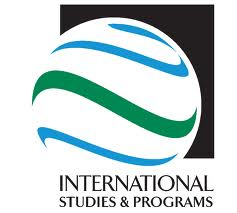 INTERNATIONAL
STUDIES & PROGRAMS